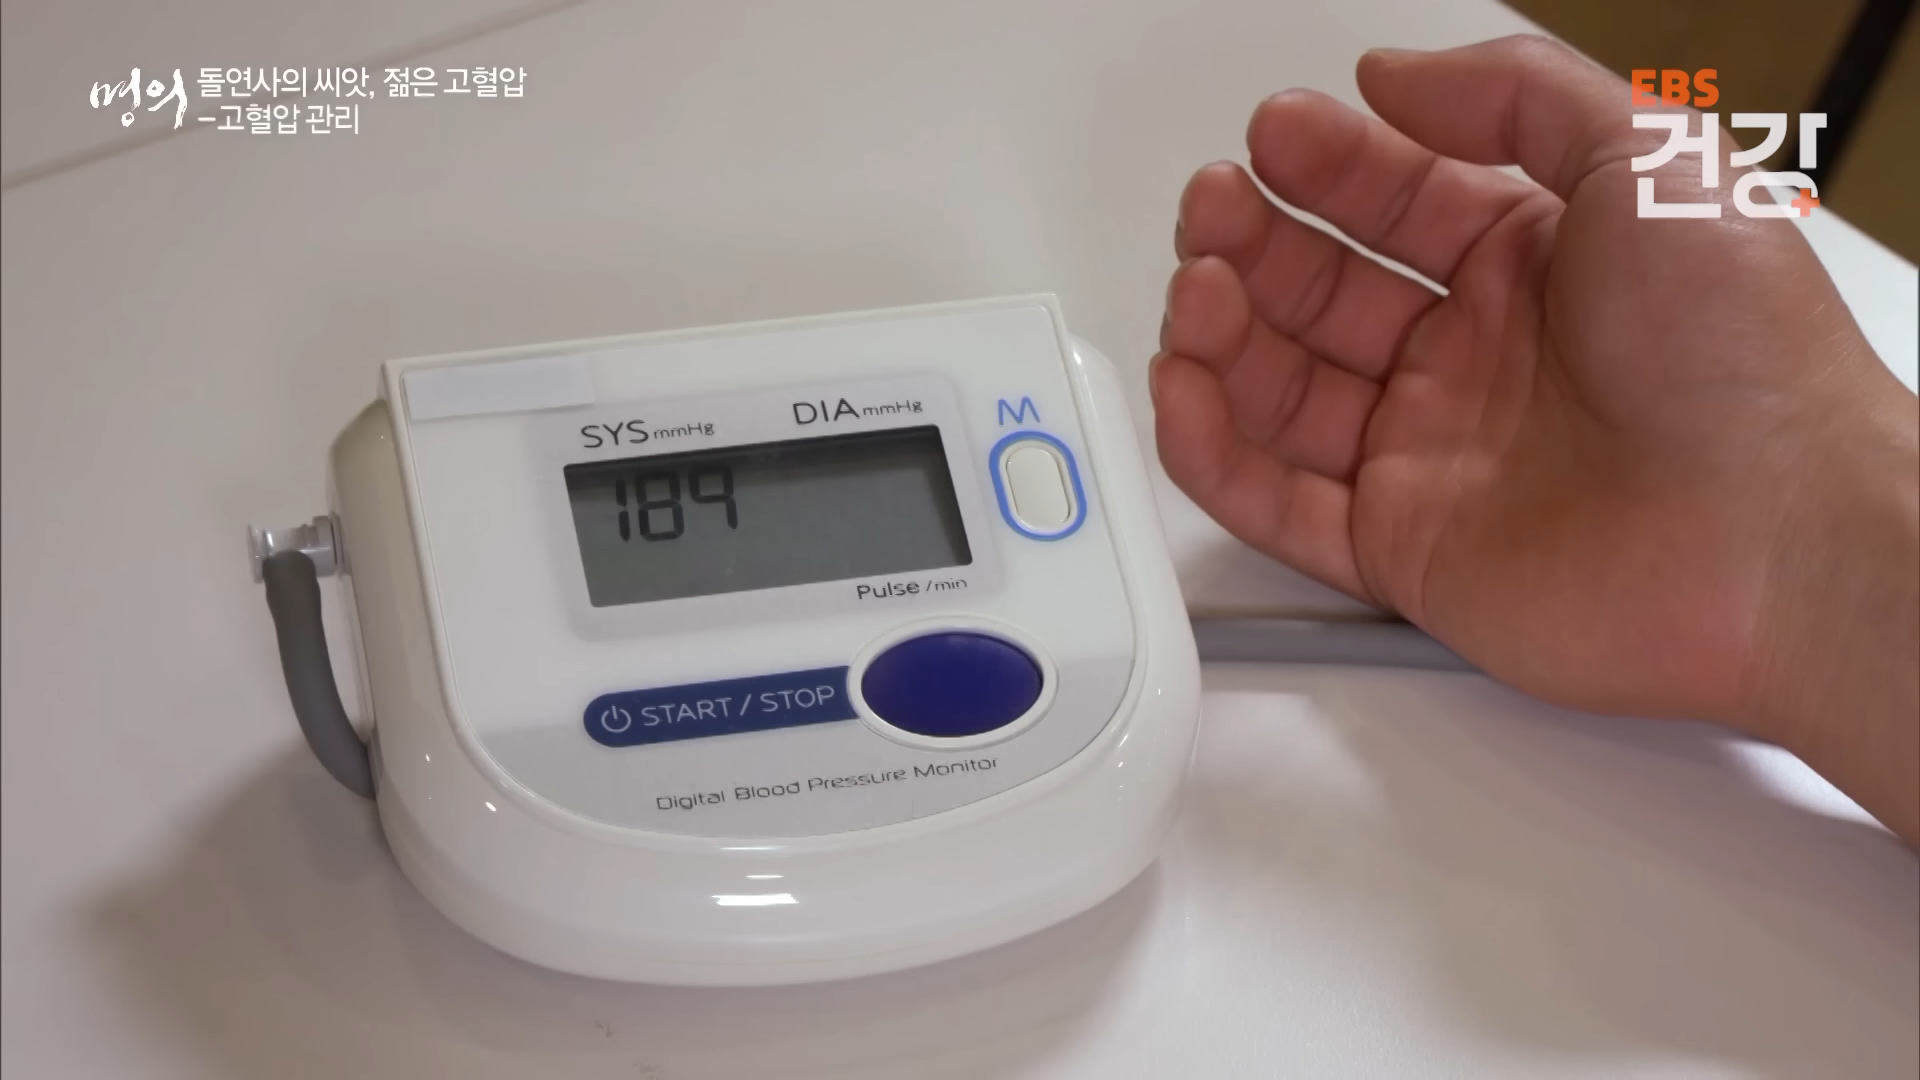 명의 돌연사의 씨앗, 젊은 고혈압
-고혈압 관리
EBS
건강
SYS mmHg
DIA mmHg
M
189
Pulse /min
START / STOP
Digital Blood Pressure Monitor